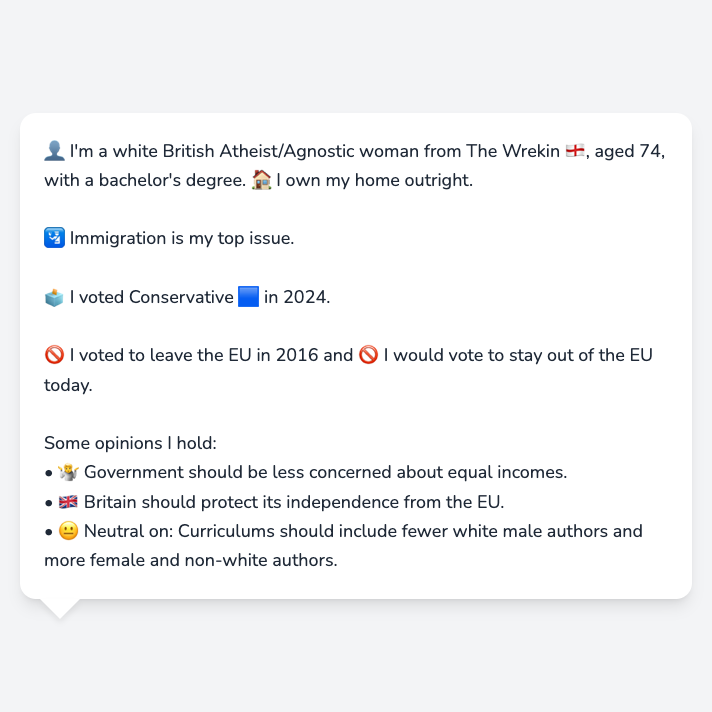 👤 I'm a white British Atheist/Agnostic woman from The Wrekin 🏴󠁧󠁢󠁥󠁮󠁧󠁿, aged 74,
with a bachelor's degree. 🏠 I own my home outright.
🛂 Immigration is my top issue.
🗳️ I voted Conservative 🟦 in 2024.
🚫 I voted to leave the EU in 2016 and 🚫 I would vote to stay out of the EU
today.
Some opinions I hold:
• 🤷 Government should be less concerned about equal incomes.
• 🇬🇧 Britain should protect its independence from the EU.
• 😐 Neutral on: Curriculums should include fewer white male authors and
more female and non-white authors.